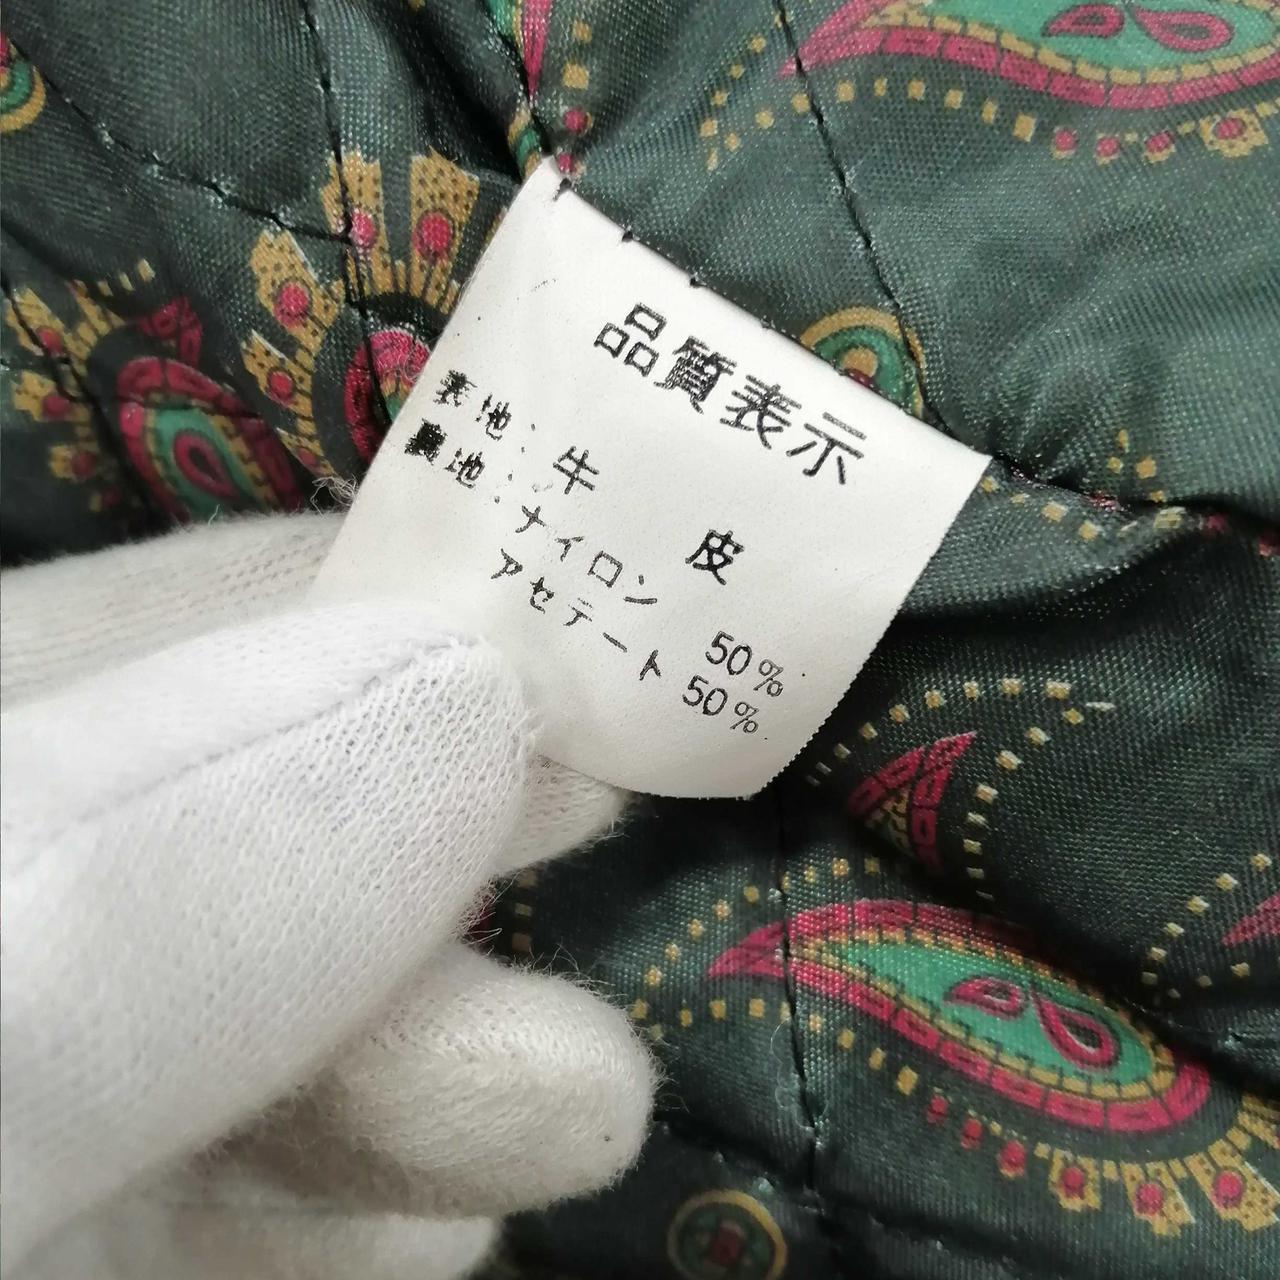 品質表示
表地：牛 皮
裏地：ナイロン 50%
アセテート 50%